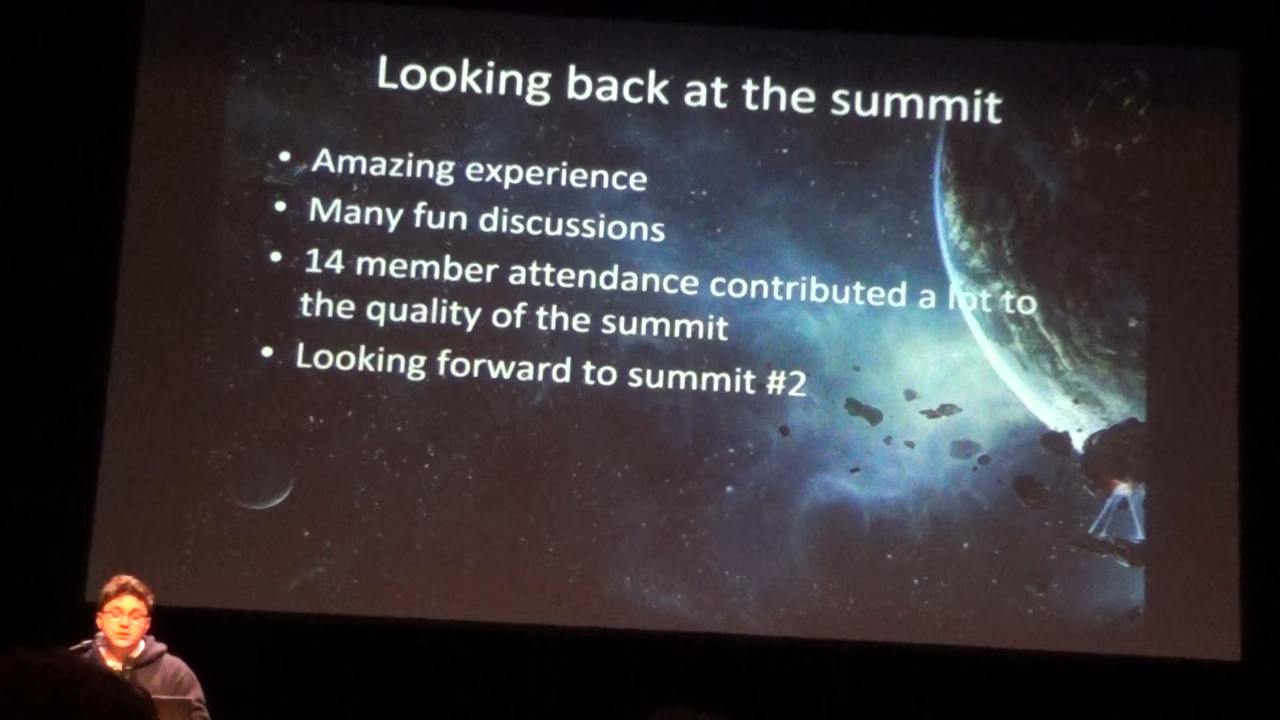 Looking back at the summit
• Amazing experience
• Many fun discussions
• 14 member attendance contributed a lot to
the quality of the summit
• Looking forward to summit #2